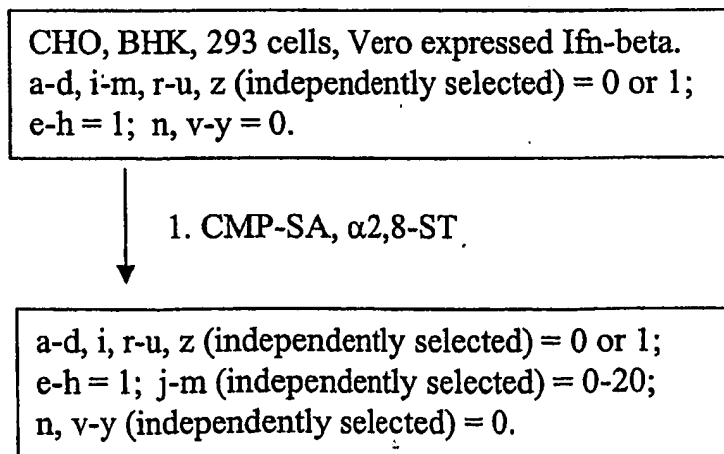 CHO, BHK, 293 cells, Vero expressed Ifn-beta.
a-d, i-m, r-u, z (independently selected) = 0 or 1;
e-h = 1; n, v-y = 0.
1. CMP-SA, α2,8-ST
a-d, i, r-u, z (independently selected) = 0 or 1;
e-h = 1; j-m (independently selected) = 0-20;
n, v-y (independently selected) = 0.